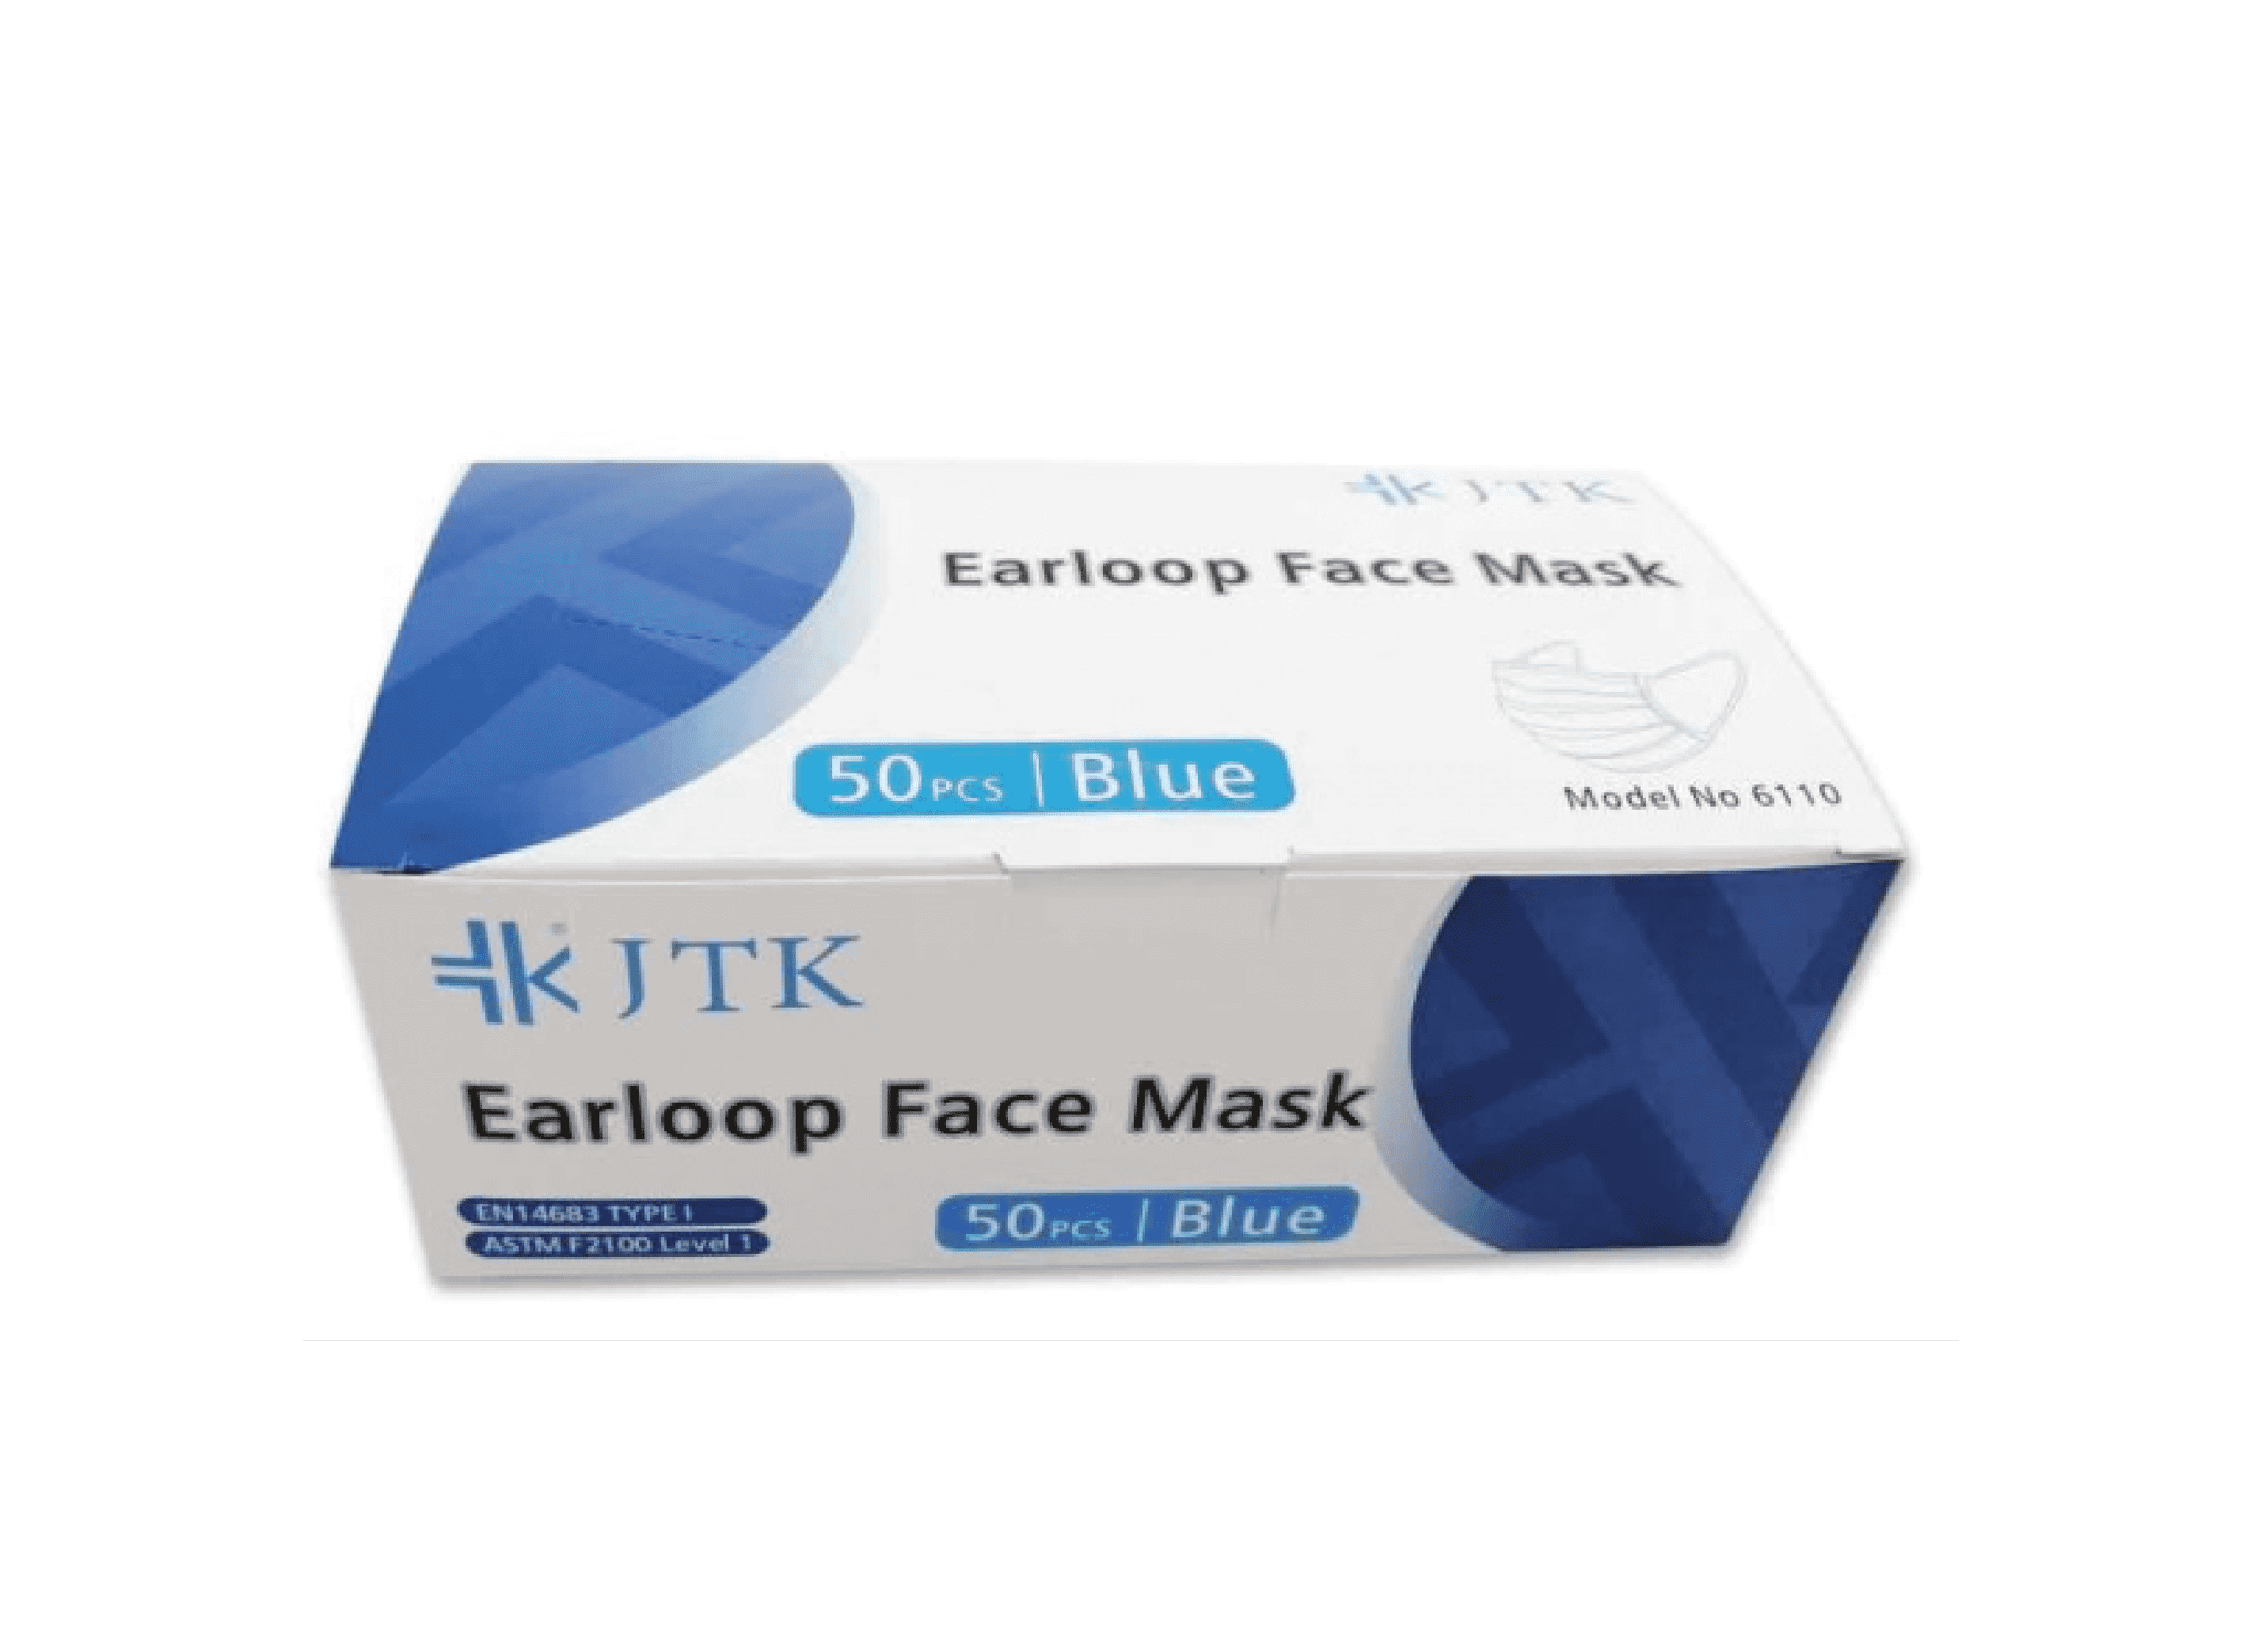 JTK
Earloop Face Mask
50PCS | Blue
Model No 6110
JTK
Earloop Face Mask
EN14683 TYPE I
ASTM F2100 Level 1
50PCS | Blue